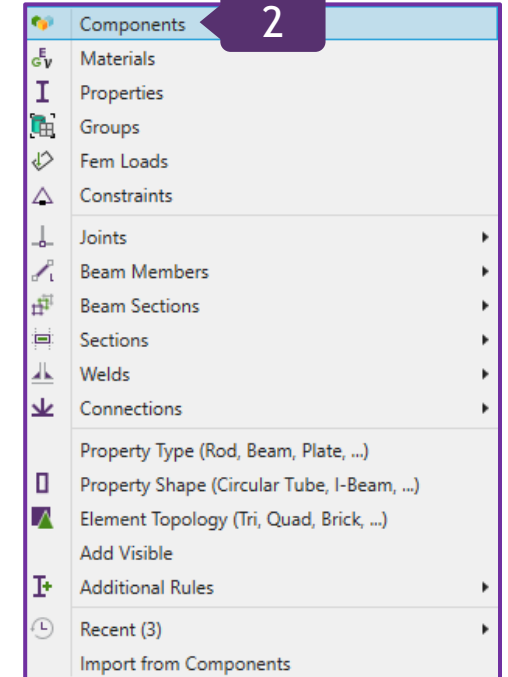 Components
2
Materials
Properties
Groups
Fem Loads
Constraints
Joints
Beam Members
Beam Sections
Sections
Welds
Connections
Property Type (Rod, Beam, Plate, ...)
Property Shape (Circular Tube, I-Beam, ...)
Element Topology (Tri, Quad, Brick, ...)
Add Visible
Additional Rules
Recent (3)
Import from Components